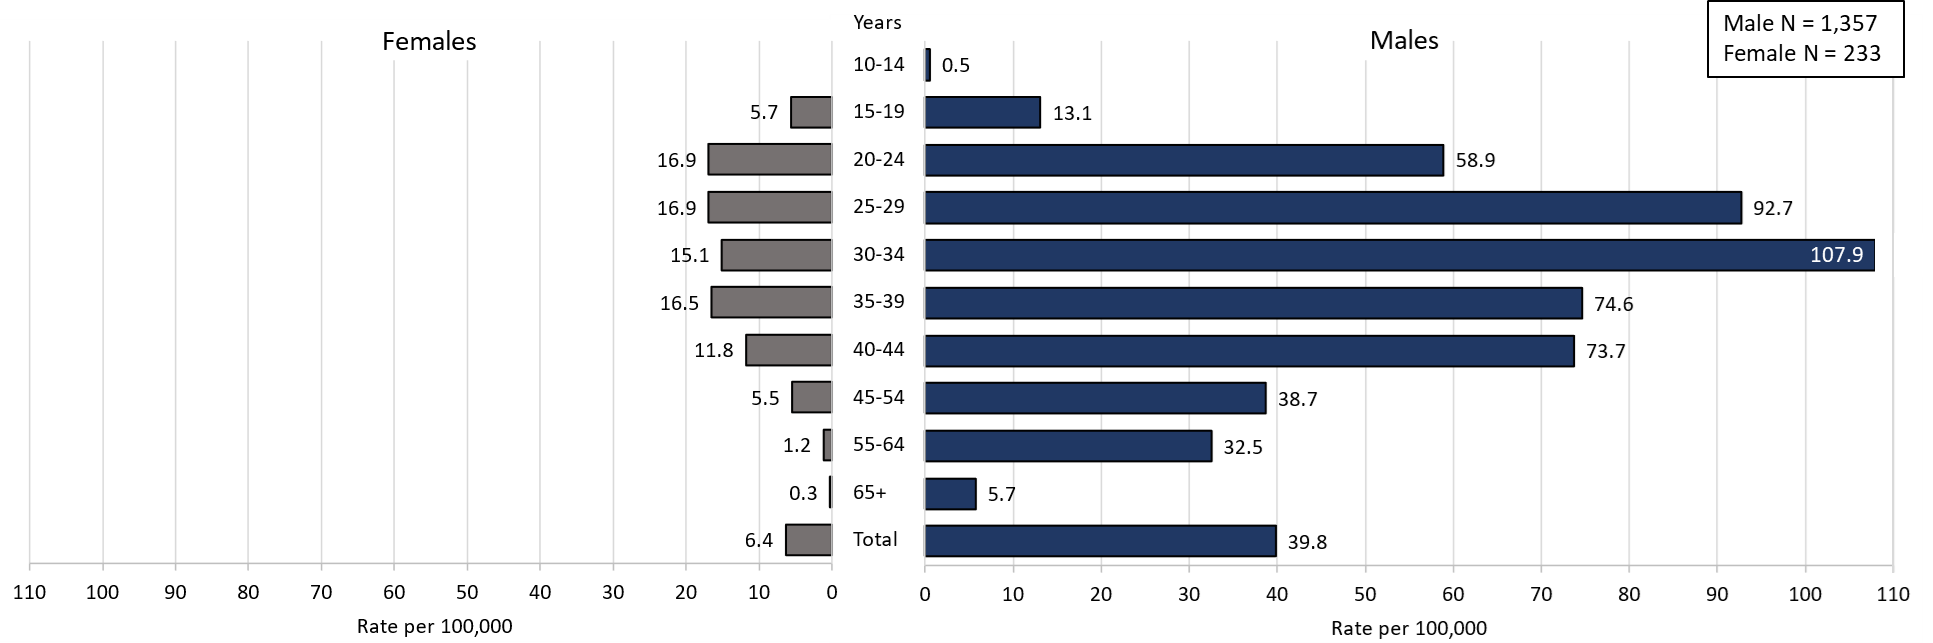 Years
Females
Males
Male N = 1,357
Female N = 233
10-14 0.5
5.7 15-19 13.1
16.9 20-24 58.9
16.9 25-29 92.7
15.1 30-34 107.9
16.5 35-39 74.6
11.8 40-44 73.7
5.5 45-54 38.7
1.2 55-64 32.5
0.3 65+ 5.7
6.4 Total 39.8
110 100 90 80 70 60 50 40 30 20 10 0
0 10 20 30 40 50 60 70 80 90 100 110
Rate per 100,000
Rate per 100,000